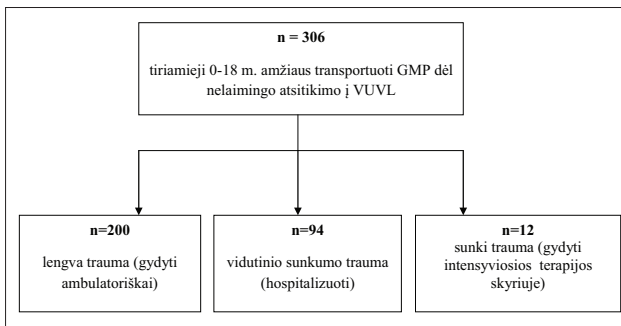 n = 306
tiriamieji 0-18 m. amžiaus transportuoti GMP dėl
nelaimingo atsitikimo į VUVL
n=200
lengva trauma (gydyti
ambulatoriškai)
n=94
vidutinio sunkumo trauma
(hospitalizuoti)
n=12
sunki trauma (gydyti
intensyviosios terapijos
skyriuje)